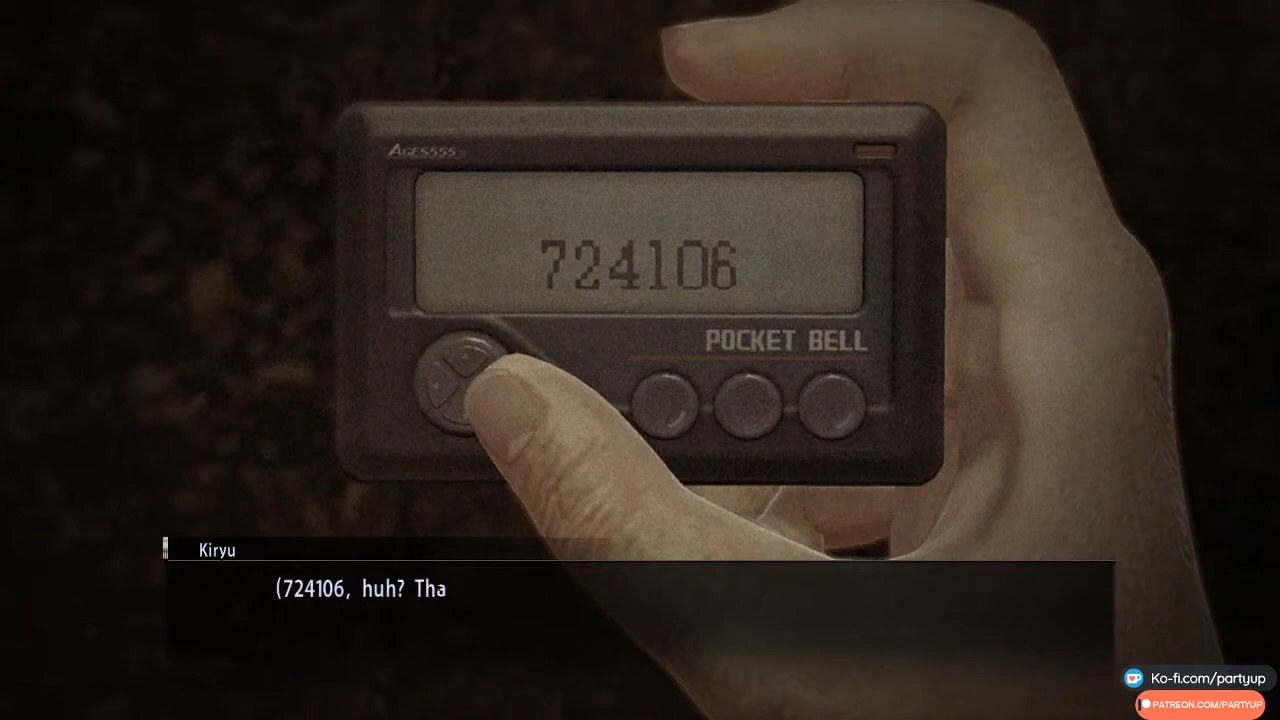 AGES555
724106
POCKET BELL
Kiryu
(724106, huh? Tha
Ko-fi.com/partyup
PATREON.COM/PARTYUP